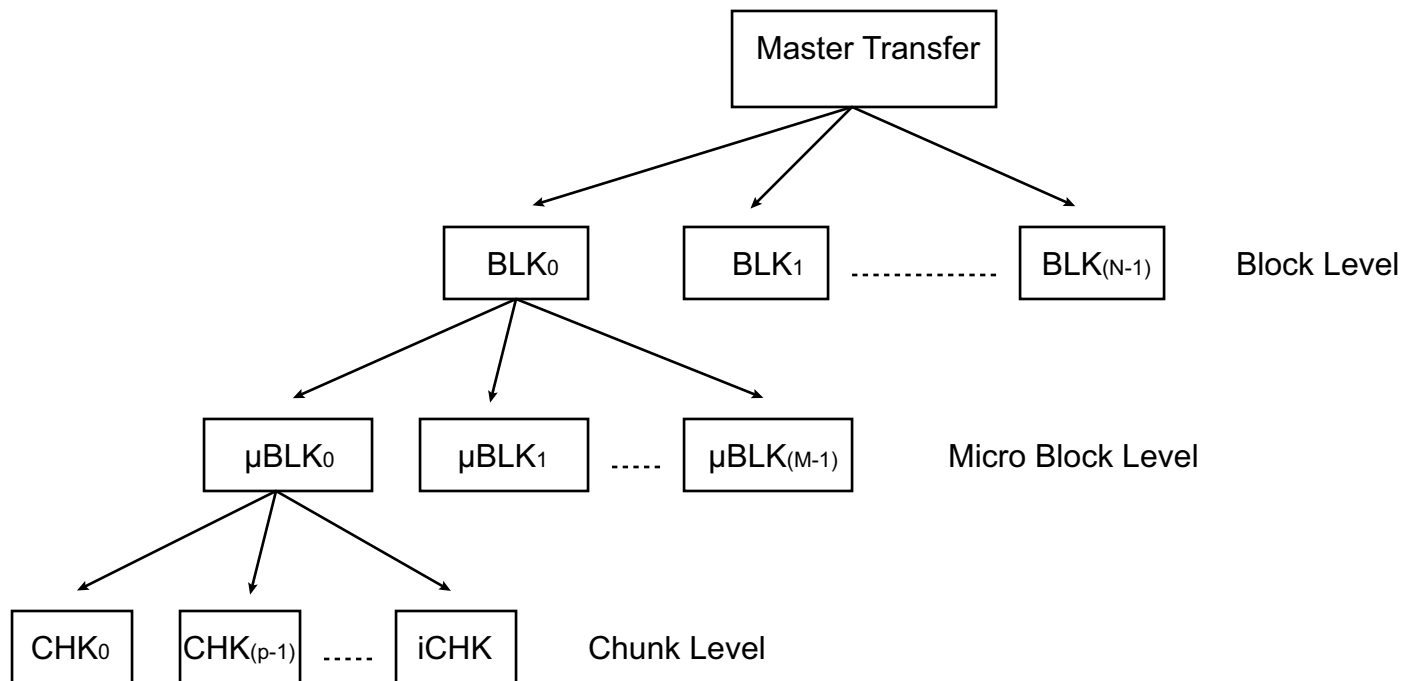 Master Transfer
BLK0 BLK1 BLK(N-1) Block Level
µBLK0 µBLK1 µBLK(M-1) Micro Block Level
CHK0 CHK(p-1) iCHK Chunk Level